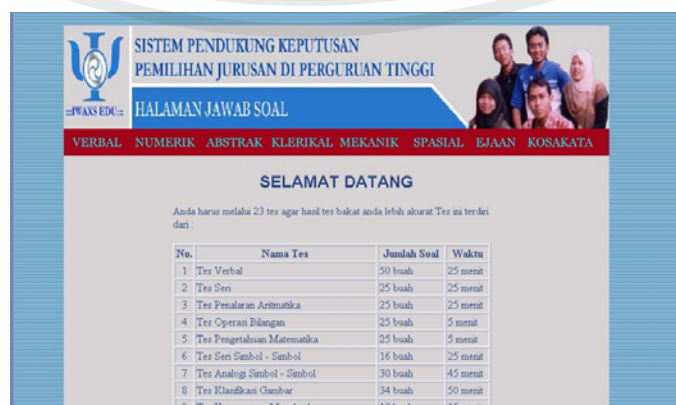 SISTEM PENDUKUNG KEPUTUSAN
PEMILIHAN JURUSAN DI PERGURUAN TINGGI
:::IWAXS EDU:::
HALAMAN JAWAB SOAL
VERBAL NUMERIK ABSTRAK KLERIKAL MEKANIK SPASIAL EJAAN KOSAKATA
SELAMAT DATANG
Anda harus melalui 23 tes agar hasil tes bakat anda lebih akurat.Tes ini terdiri
dari :
No. Nama Tes Jumlah Soal Waktu
1 Tes Verbal 50 buah 25 menit
2 Tes Seri 25 buah 25 menit
3 Tes Penalaran Aritmatika 25 buah 25 menit
4 Tes Operasi Bilangan 25 buah 5 menit
5 Tes Pengetahuan Matematika 25 buah 5 menit
6 Tes Seri Simbol - Simbol 16 buah 25 menit
7 Tes Analogi Simbol - Simbol 30 buah 45 menit
8 Tes Klasifikasi Gambar 34 buah 50 menit